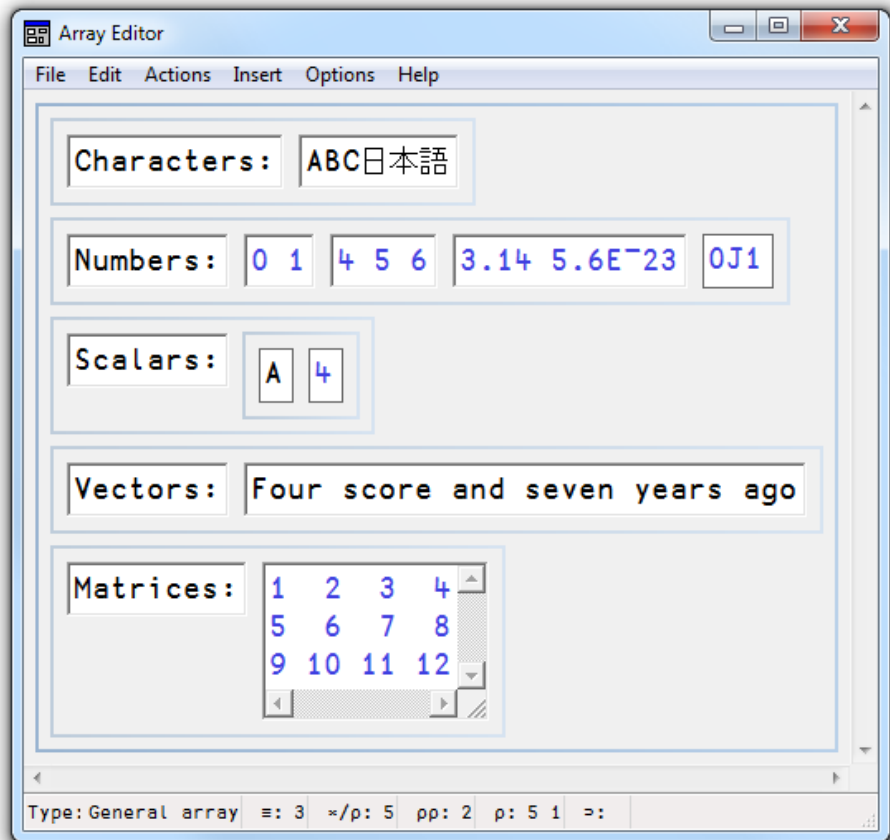 Array Editor
File Edit Actions Insert Options Help
Characters: ABC日本語
Numbers: 0 1 4 5 6 3.14 5.6E¯23 0J1
Scalars: A 4
Vectors: Four score and seven years ago
Matrices: 1 2 3 4
5 6 7 8
9 10 11 12
Type: General array ≡: 3 ×/⍴: 5 ⍴⍴: 2 ⍴: 5 1 ⊃: